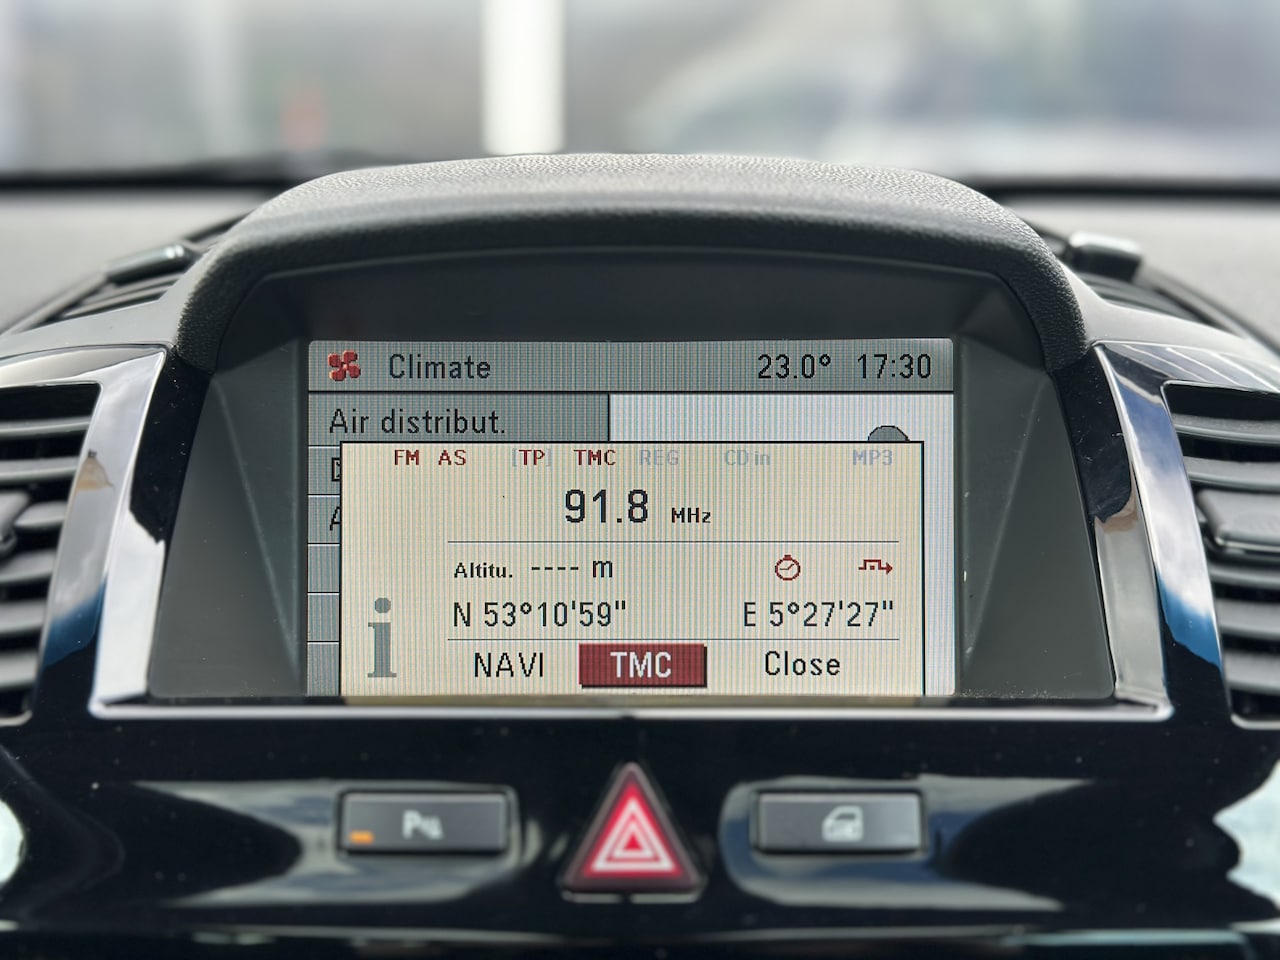 Climate 23.0° 17:30
Air distribut.
FM AS [TP] TMC REG CD in MP3
91.8 MHz
Altitu. ---- m
N 53°10'59" E 5°27'27"
i
NAVI TMC Close
P